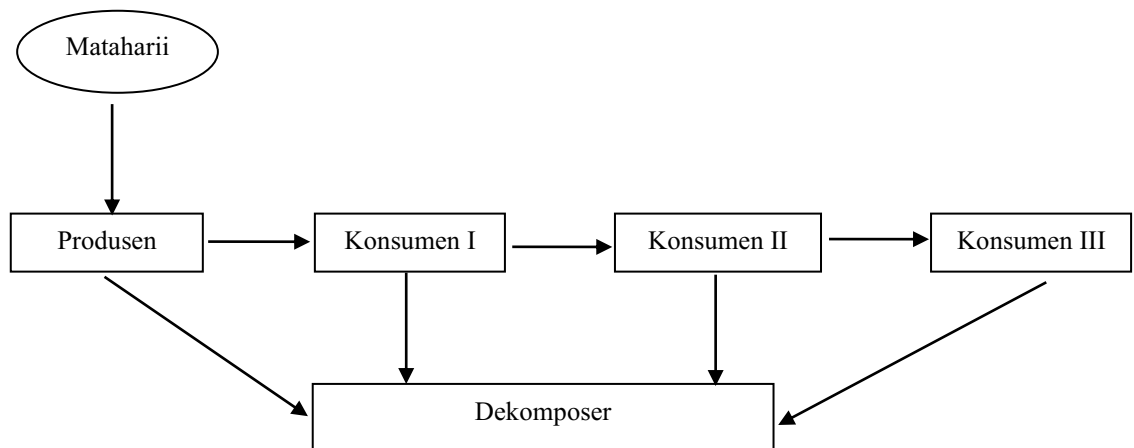 Mataharii
Produsen
Konsumen I
Konsumen II
Konsumen III
Dekomposer